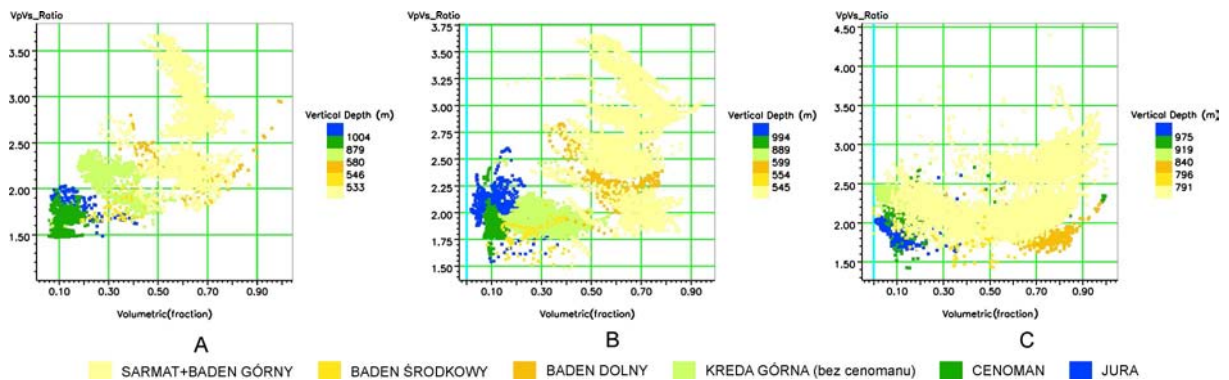 VpVs_Ratio
3.50
3.00
2.50
2.00
1.50
0.10 0.30 0.50 0.70 0.90
Volumetric(fraction)
Vertical Depth (m)
1004
879
580
546
533
A
VpVs_Ratio
3.75
3.50
3.25
3.00
2.75
2.50
2.25
2.00
1.75
1.50
0.10 0.30 0.50 0.70 0.90
Volumetric(fraction)
Vertical Depth (m)
994
889
599
554
545
B
VpVs_Ratio
4.50
4.00
3.50
3.00
2.50
2.00
1.50
0.10 0.30 0.50 0.70 0.90
Volumetric(fraction)
Vertical Depth (m)
975
919
840
796
791
C
SARMAT+BADEN GÓRNY BADEN ŚRODKOWY BADEN DOLNY KREDA GÓRNA (bez cenomanu) CENOMAN JURA